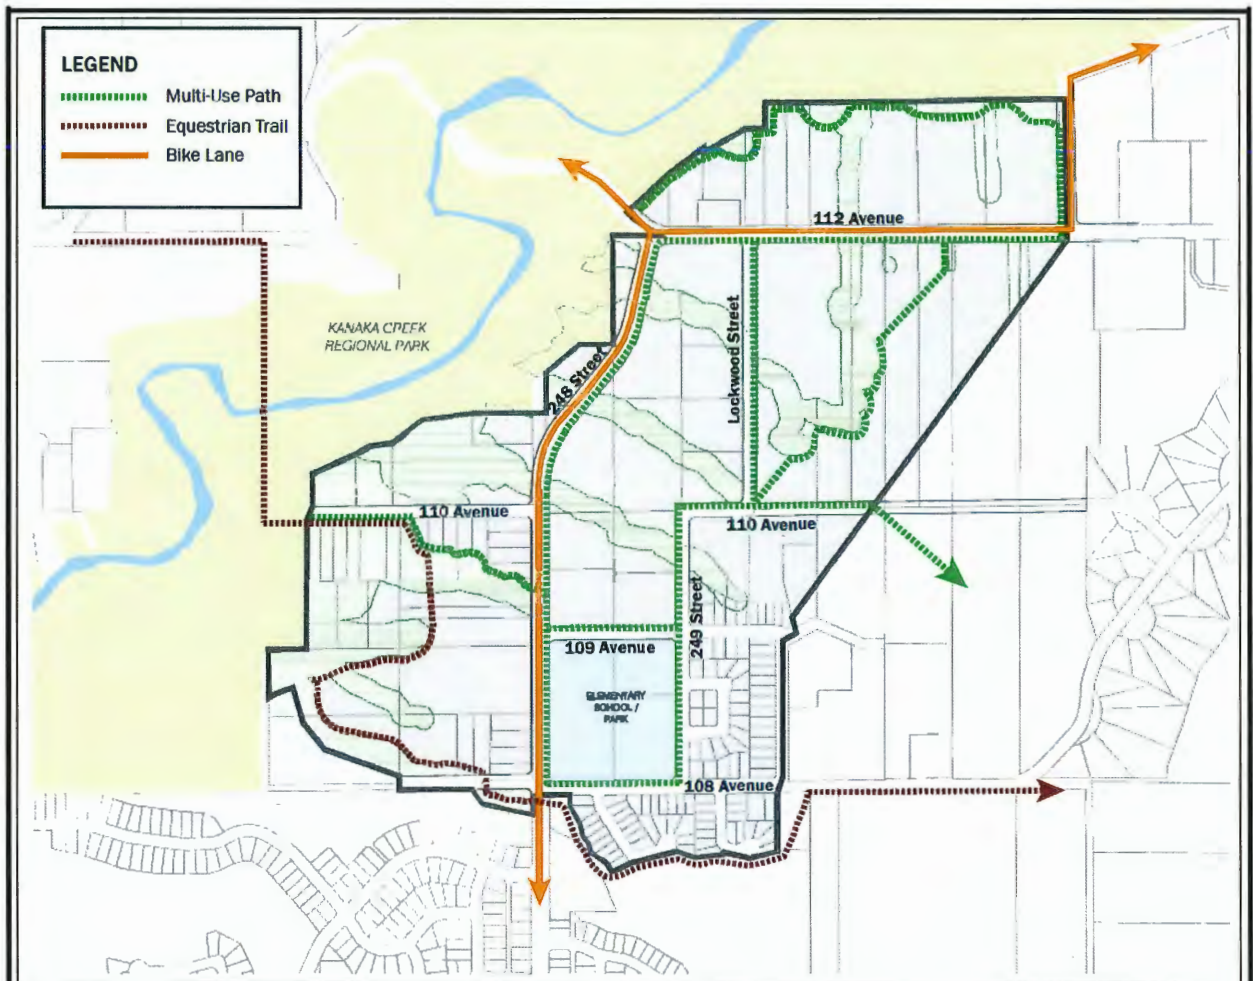 LEGEND
Multi-Use Path
Equestrian Trail
Bike Lane
112 Avenue
KANAKA CREEK
REGIONAL PARK
Lockwood Street
248 Street
110 Avenue
110 Avenue
249 Street
109 Avenue
ELEMENTARY
SCHOOL /
PARK
108 Avenue